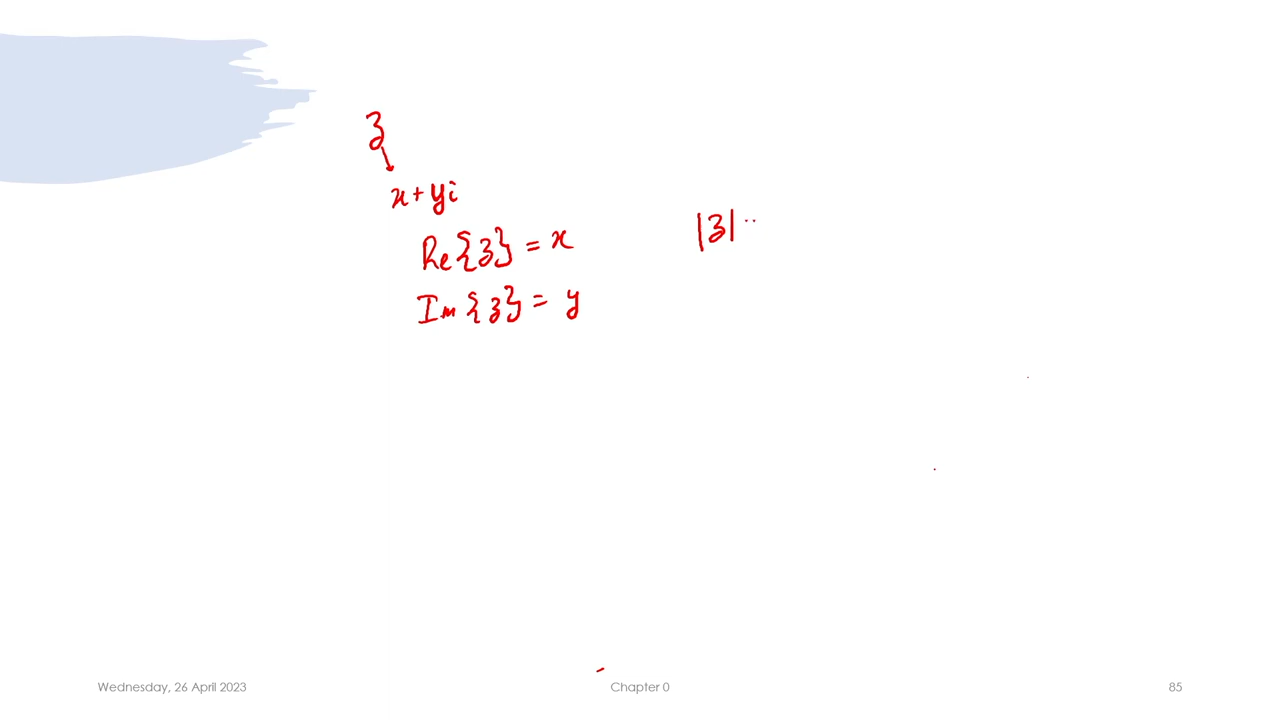 z
x + yi
Re{z} = x
Im{z} = y
|z|
Wednesday, 26 April 2023
Chapter 0
85